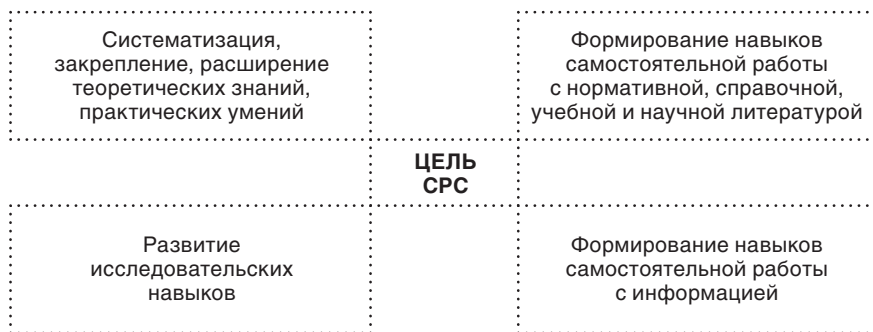 Систематизация,
закрепление, расширение
теоретических знаний,
практических умений
Формирование навыков
самостоятельной работы
с нормативной, справочной,
учебной и научной литературой
ЦЕЛЬ
СРС
Развитие
исследовательских
навыков
Формирование навыков
самостоятельной работы
с информацией